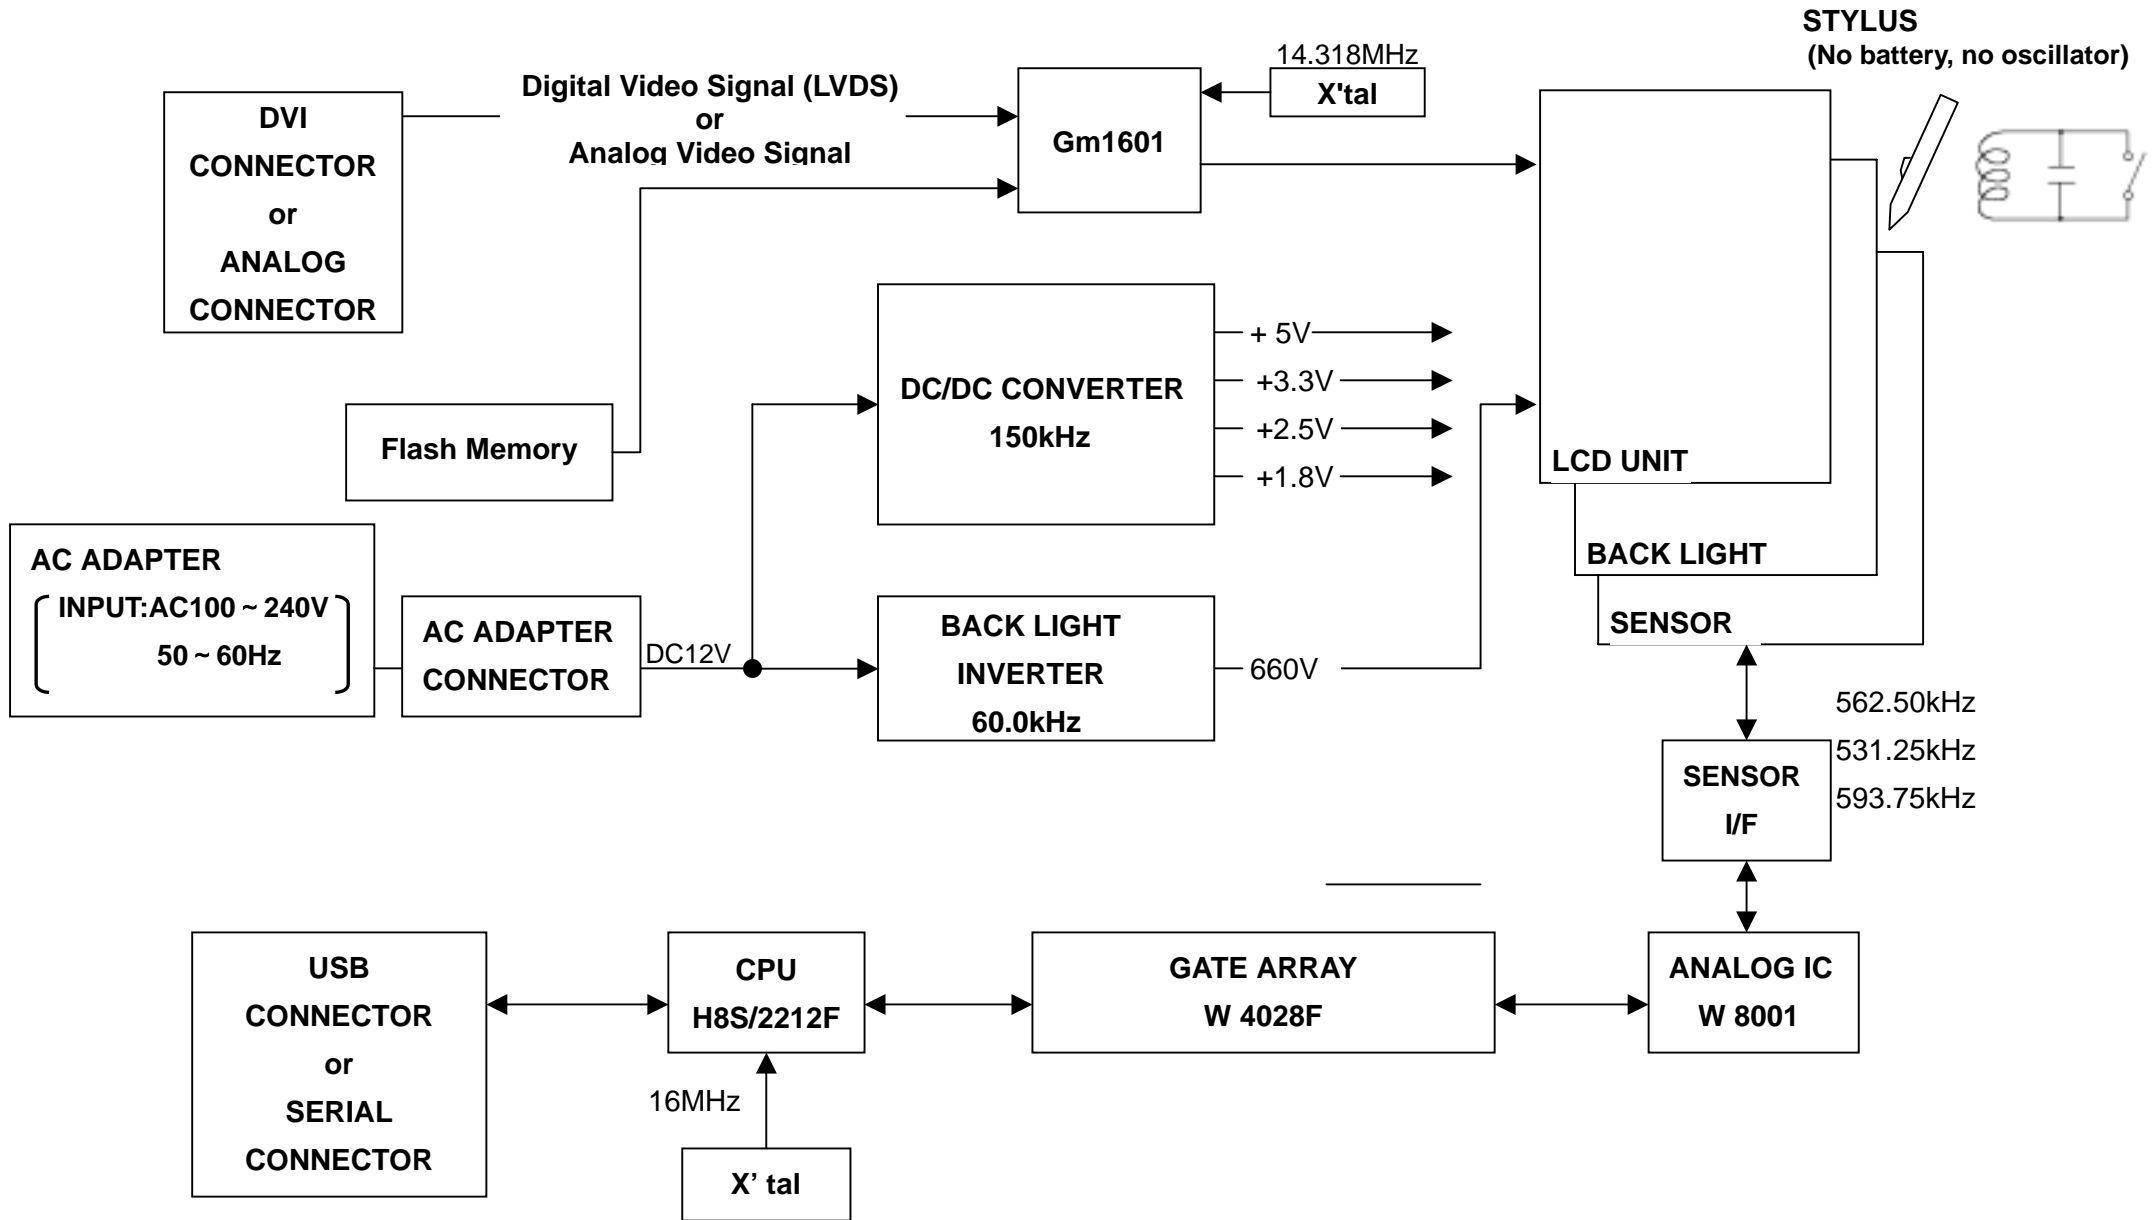 STYLUS
(No battery, no oscillator)
14.318MHz
X'tal
Digital Video Signal (LVDS)
or
Analog Video Signal
DVI
CONNECTOR
or
ANALOG
CONNECTOR
Gm1601
+ 5V
+3.3V
+2.5V
+1.8V
DC/DC CONVERTER
150kHz
Flash Memory
LCD UNIT
BACK LIGHT
SENSOR
AC ADAPTER
INPUT:AC100 ~ 240V
50 ~ 60Hz
AC ADAPTER
CONNECTOR
DC12V
BACK LIGHT
INVERTER
60.0kHz
660V
562.50kHz
531.25kHz
593.75kHz
SENSOR
I/F
USB
CONNECTOR
or
SERIAL
CONNECTOR
CPU
H8S/2212F
GATE ARRAY
W 4028F
ANALOG IC
W 8001
16MHz
X’ tal